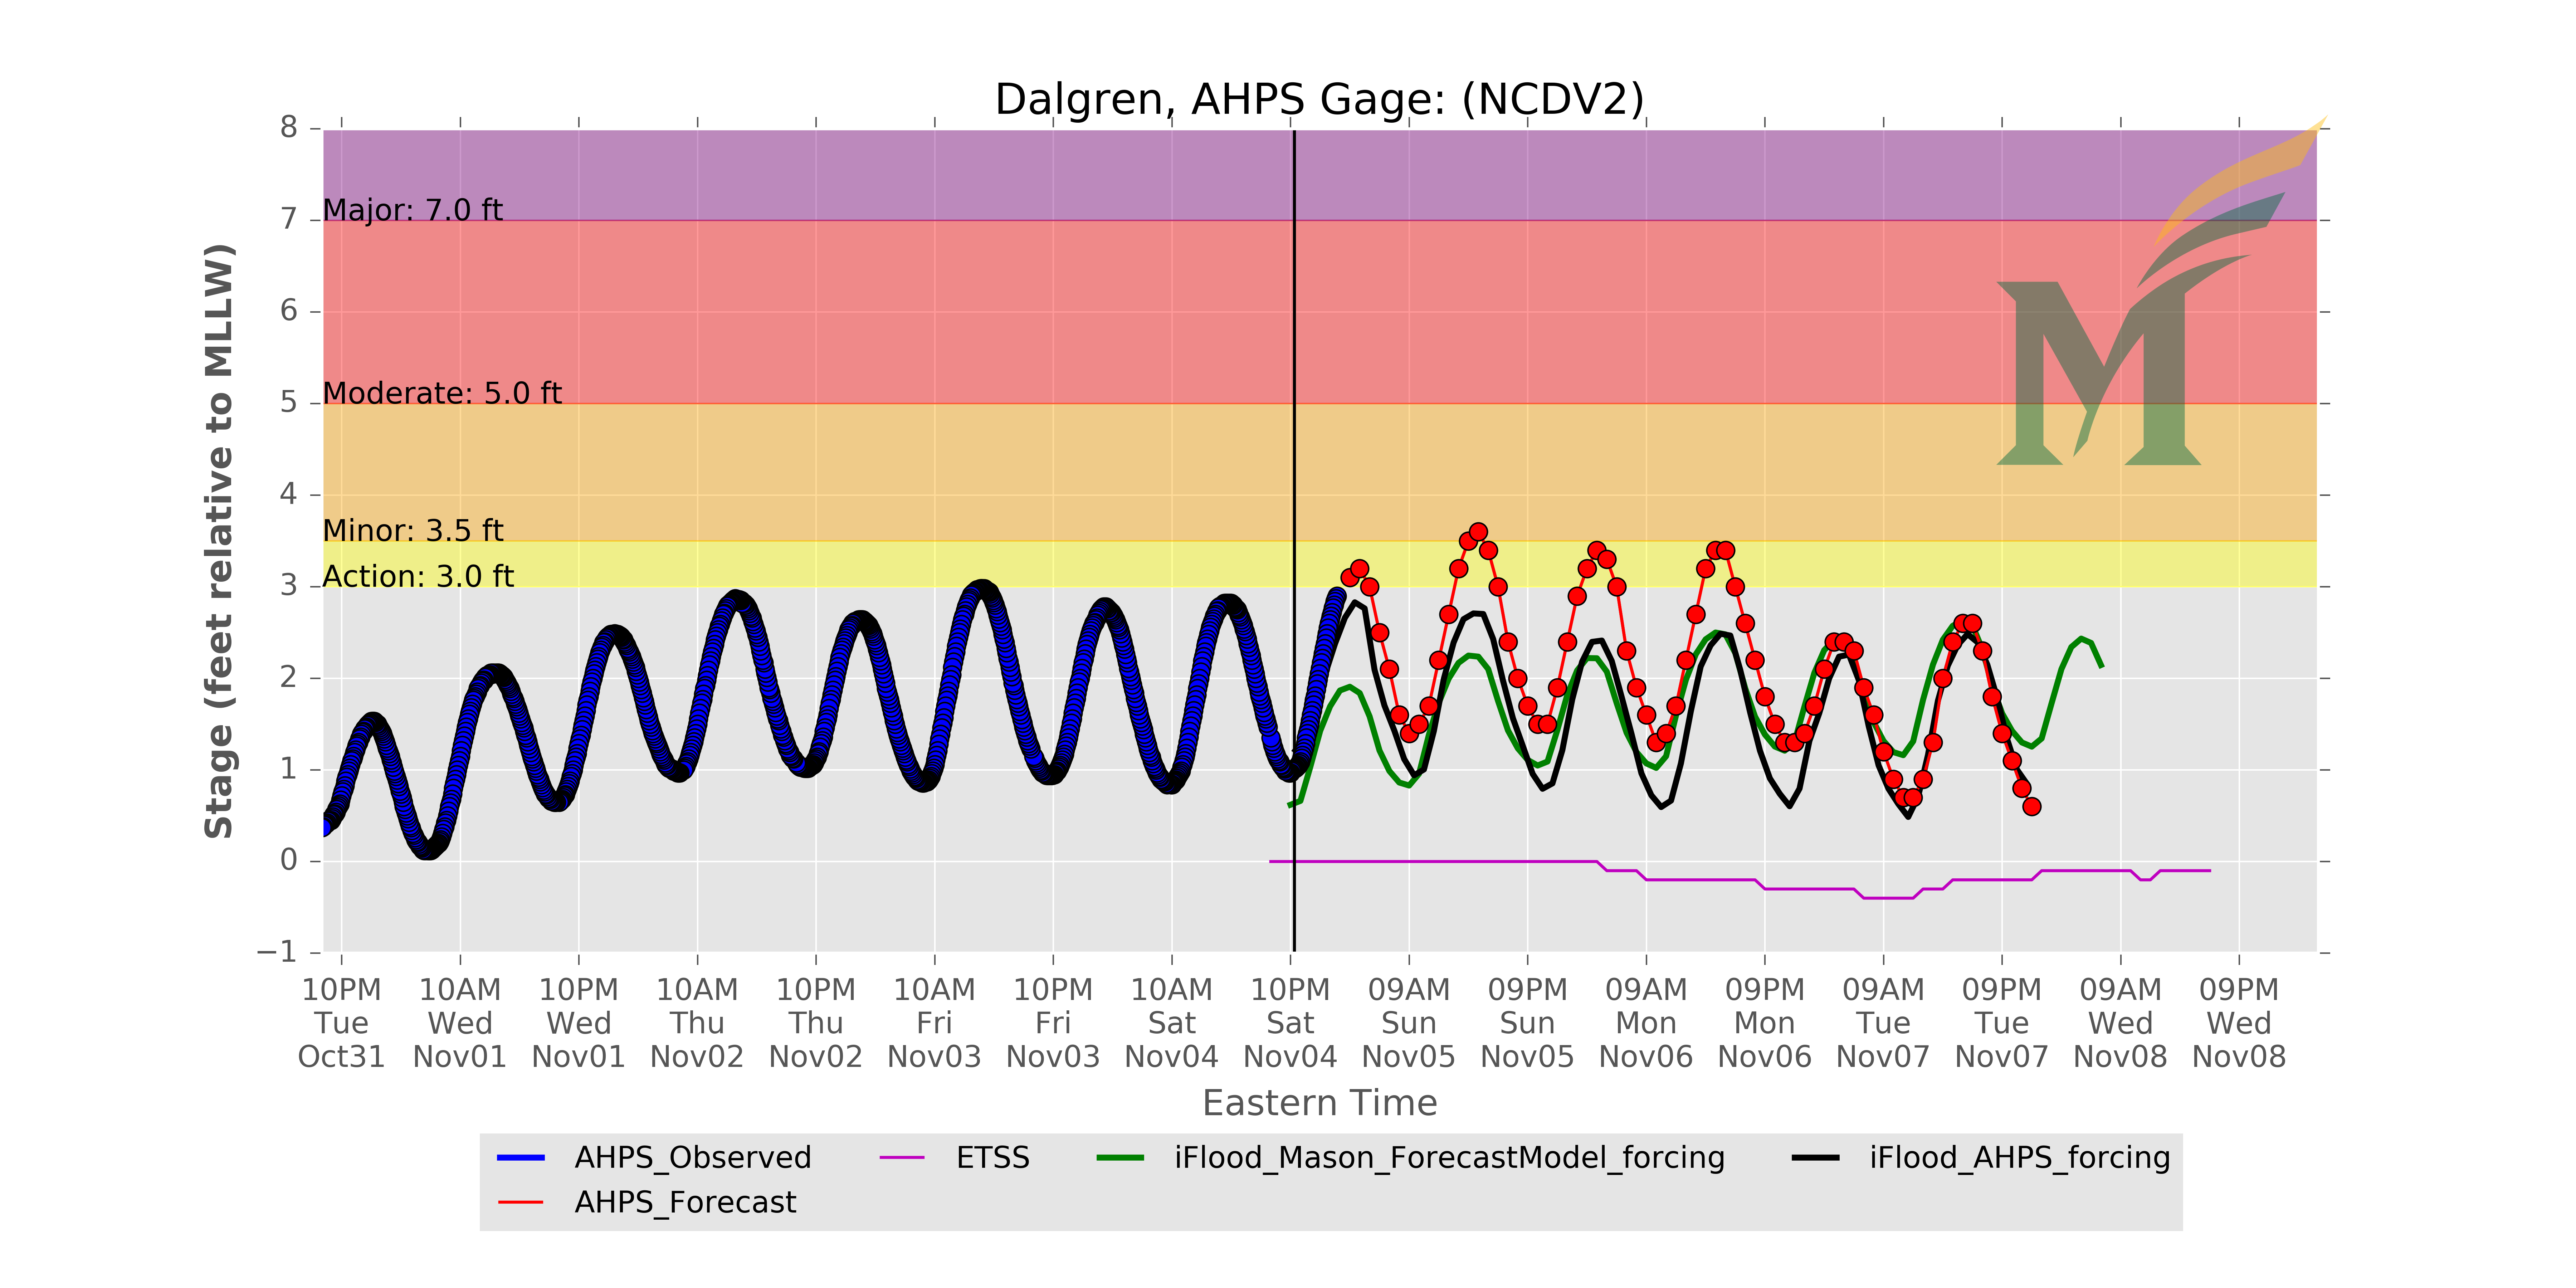 Dalgren, AHPS Gage: (NCDV2)
8
7
6
5
4
3
2
1
0
−1
Stage (feet relative to MLLW)
Major: 7.0 ft
Moderate: 5.0 ft
Minor: 3.5 ft
Action: 3.0 ft
M
10PM 10AM 10PM 10AM 10PM 10AM 10PM 10AM 10PM 09AM 09PM 09AM 09PM 09AM 09PM 09AM 09PM
Tue Wed Wed Thu Thu Fri Fri Sat Sat Sun Sun Mon Mon Tue Tue Wed Wed
Oct31 Nov01 Nov01 Nov02 Nov02 Nov03 Nov03 Nov04 Nov04 Nov05 Nov05 Nov06 Nov06 Nov07 Nov07 Nov08 Nov08
Eastern Time
AHPS_Observed ETSS iFlood_Mason_ForecastModel_forcing iFlood_AHPS_forcing
AHPS_Forecast